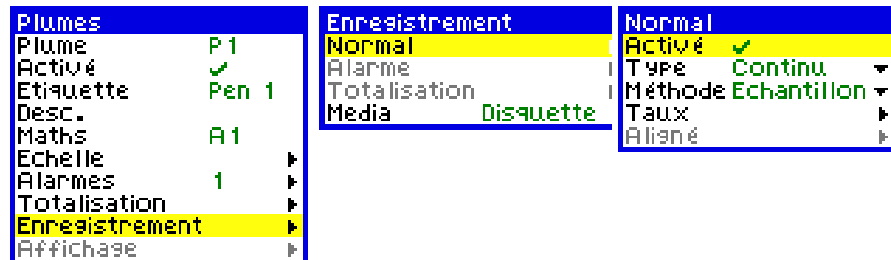 Plumes
Plume P1
Activé ✓
Etiquette Pen 1
Desc.
Maths A1
Echelle
Alarmes 1
Totalisation
Enregistrement
Affichage
Enregistrement
Normal
Alarme
Totalisation
Media Disquette
Normal
Activé ✓
Type Continu
Méthode Echantillon
Taux
Aligné